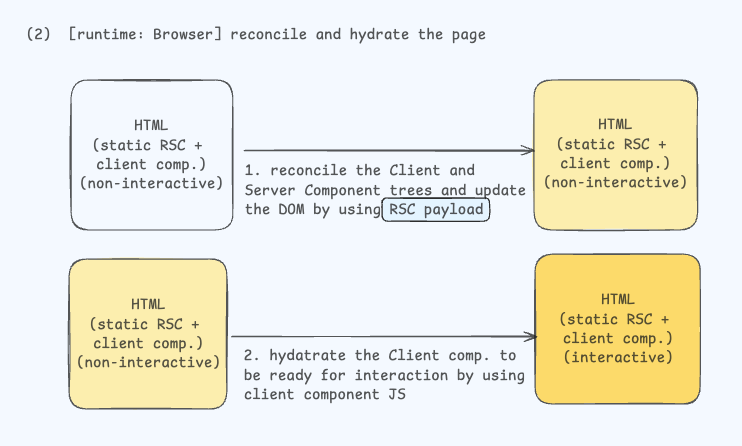 (2) [runtime: Browser] reconcile and hydrate the page
HTML
(static RSC +
client comp.)
(non-interactive)
1. reconcile the Client and
Server Component trees and update
the DOM by using RSC payload
HTML
(static RSC +
client comp.)
(non-interactive)
HTML
(static RSC +
client comp.)
(non-interactive)
2. hydatrate the Client comp. to
be ready for interaction by using
client component JS
HTML
(static RSC +
client comp.)
(interactive)